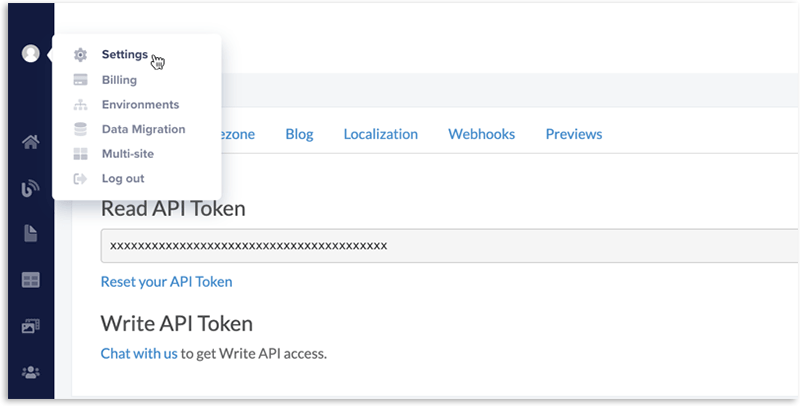 Settings
Billing
Environments
Data Migration
Multi-site
Log out
ezone Blog Localization Webhooks Previews
Read API Token
xxxxxxxxxxxxxxxxxxxxxxxxxxxxxxxxxxxxxxxx
Reset your API Token
Write API Token
Chat with us to get Write API access.